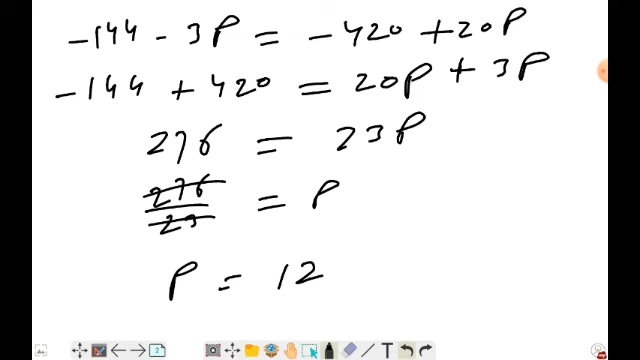 -144 - 3P = -420 + 20P
-144 + 420 = 20P + 3P
276 = 23P
276/23 = P
P = 12